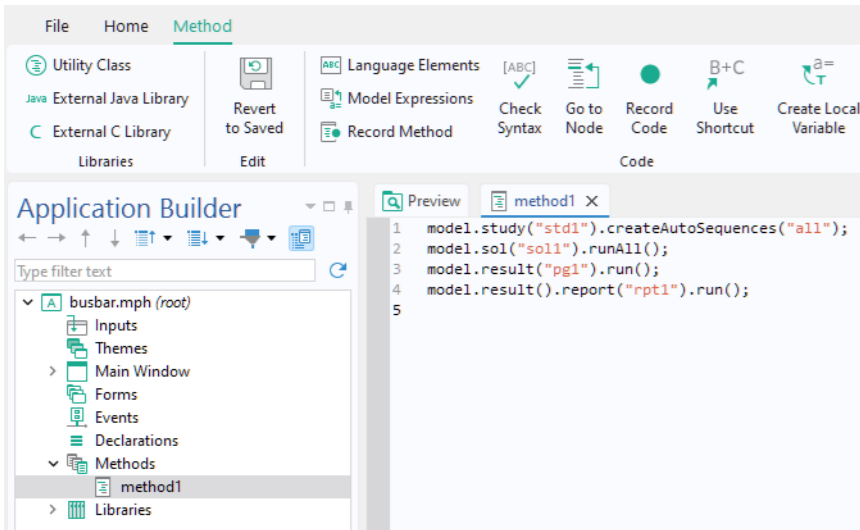 File Home Method
Utility Class
Java External Java Library
C External C Library
Libraries
Revert
to Saved
Edit
ABC Language Elements
a= Model Expressions
Record Method
[ABC]
Check
Syntax
Go to
Node
Record
Code
B+C
Use
Shortcut
a=
T
Create Local
Variable
Code
Application Builder
Type filter text
A busbar.mph (root)
Inputs
Themes
Main Window
Forms
Events
Declarations
Methods
method1
Libraries
Preview method1
1 model.study("std1").createAutoSequences("all");
2 model.sol("sol1").runAll();
3 model.result("pg1").run();
4 model.result().report("rpt1").run();
5